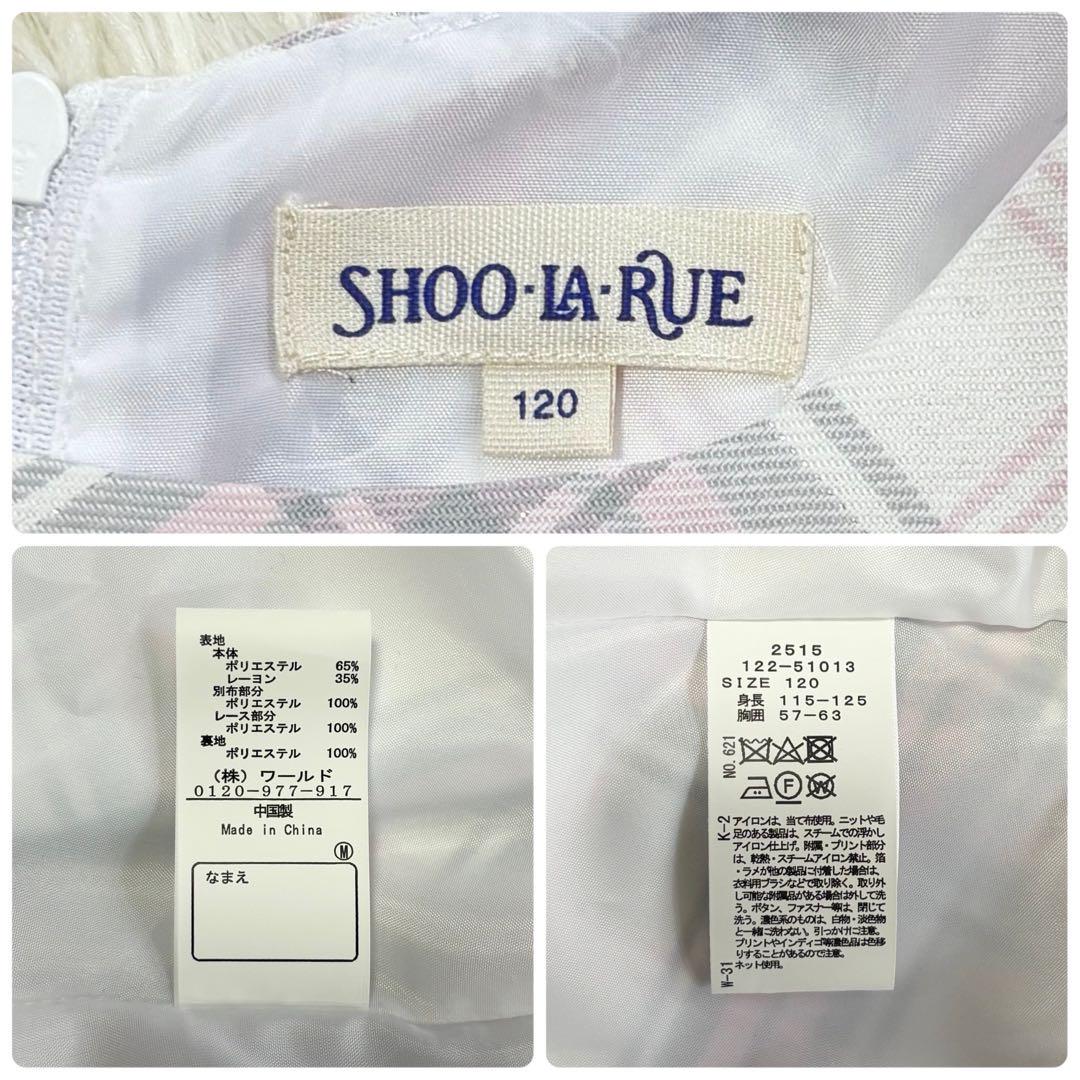 SHOO·LA·RUE
120
表地
本体
ポリエステル 65%
レーヨン 35%
別布部分
ポリエステル 100%
レース部分
ポリエステル 100%
裏地
ポリエステル 100%
(株) ワールド
0120-977-917
中国製
Made in China
M
なまえ
2515
122-51013
SIZE 120
身長 115-125
胸囲 57-63
NO.621
F
W
K-2
アイロンは、当て布使用。ニットや毛
足のある製品は、スチームでの浮かし
アイロン仕上げ。附属・プリント部分
は、乾熱・スチームアイロン禁止。箔
・ラメが他の製品に付着した場合は、
衣料用ブラシなどで取り除く。取り外
し可能な附属品がある場合は外して洗
う。ボタン、ファスナー等は、閉じて
洗う。濃色系のものは、白物・淡色物
と一緒に洗わない。引っかけに注意。
プリントやインディゴ等濃色品は色移
りすることがあるので注意。
ネット使用。
W-31